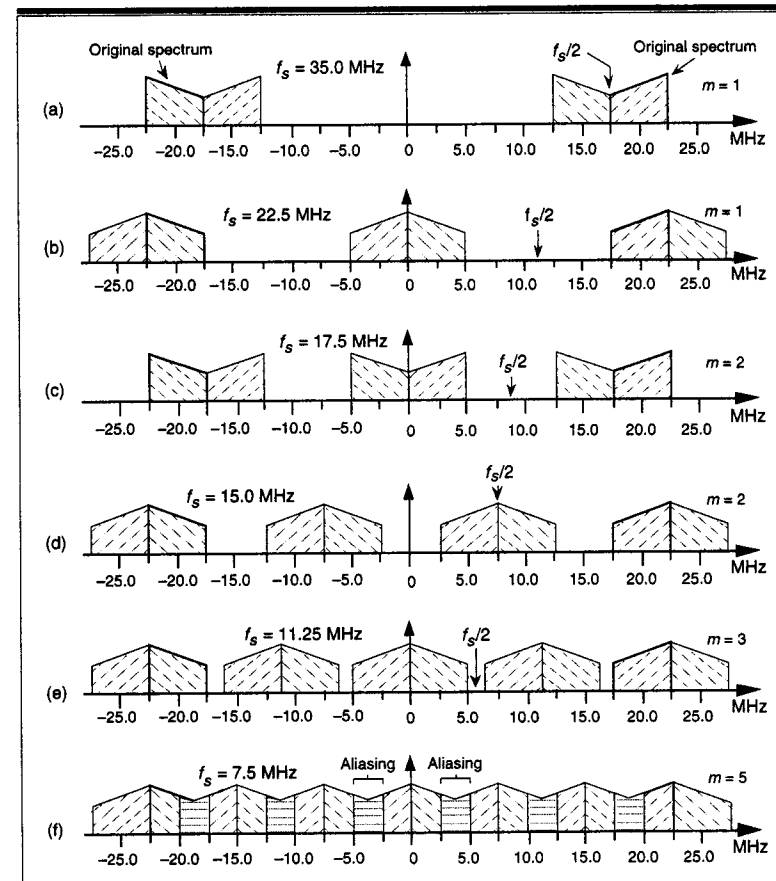 Original spectrum
f_s = 35.0 MHz
f_s/2
Original spectrum
m = 1
(a)
MHz
−25.0 −20.0 −15.0 −10.0 −5.0 0 5.0 10.0 15.0 20.0 25.0
f_s = 22.5 MHz
f_s/2
m = 1
(b)
MHz
−25.0 −20.0 −15.0 −10.0 −5.0 0 5.0 10.0 15.0 20.0 25.0
f_s = 17.5 MHz
f_s/2
m = 2
(c)
MHz
−25.0 −20.0 −15.0 −10.0 −5.0 0 5.0 10.0 15.0 20.0 25.0
f_s = 15.0 MHz
f_s/2
m = 2
(d)
MHz
−25.0 −20.0 −15.0 −10.0 −5.0 0 5.0 10.0 15.0 20.0 25.0
f_s = 11.25 MHz
f_s/2
m = 3
(e)
MHz
−25.0 −20.0 −15.0 −10.0 −5.0 0 5.0 10.0 15.0 20.0 25.0
f_s = 7.5 MHz
Aliasing
Aliasing
m = 5
(f)
MHz
−25.0 −20.0 −15.0 −10.0 −5.0 0 5.0 10.0 15.0 20.0 25.0